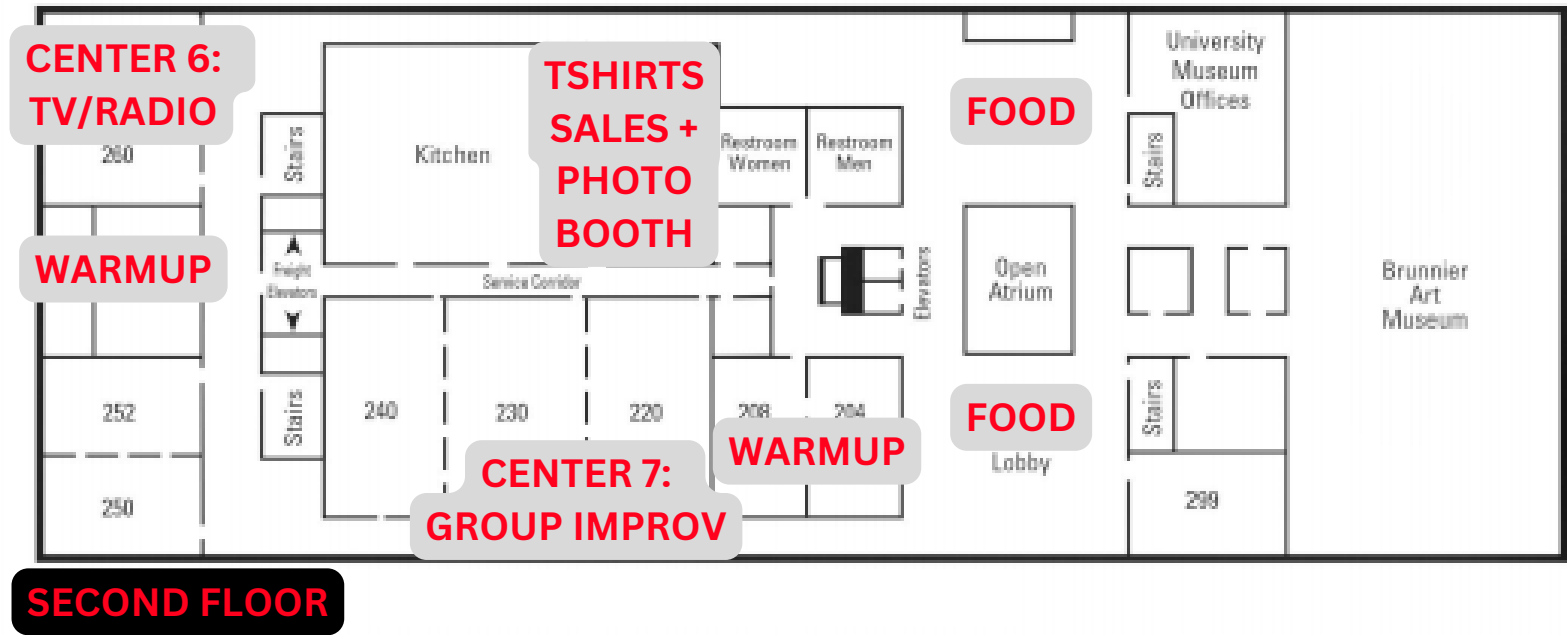 CENTER 6:
TV/RADIO
260
WARMUP
252
250
Stairs
Freight
Elevators
Stairs
Kitchen
TSHIRTS
SALES +
PHOTO
BOOTH
Restroom
Women
Restroom
Men
Service Corridor
240
230
220
208
204
CENTER 7:
GROUP IMPROV
WARMUP
Elevators
FOOD
Open
Atrium
FOOD
Lobby
University
Museum
Offices
Stairs
Stairs
299
Brunnier
Art
Museum
SECOND FLOOR